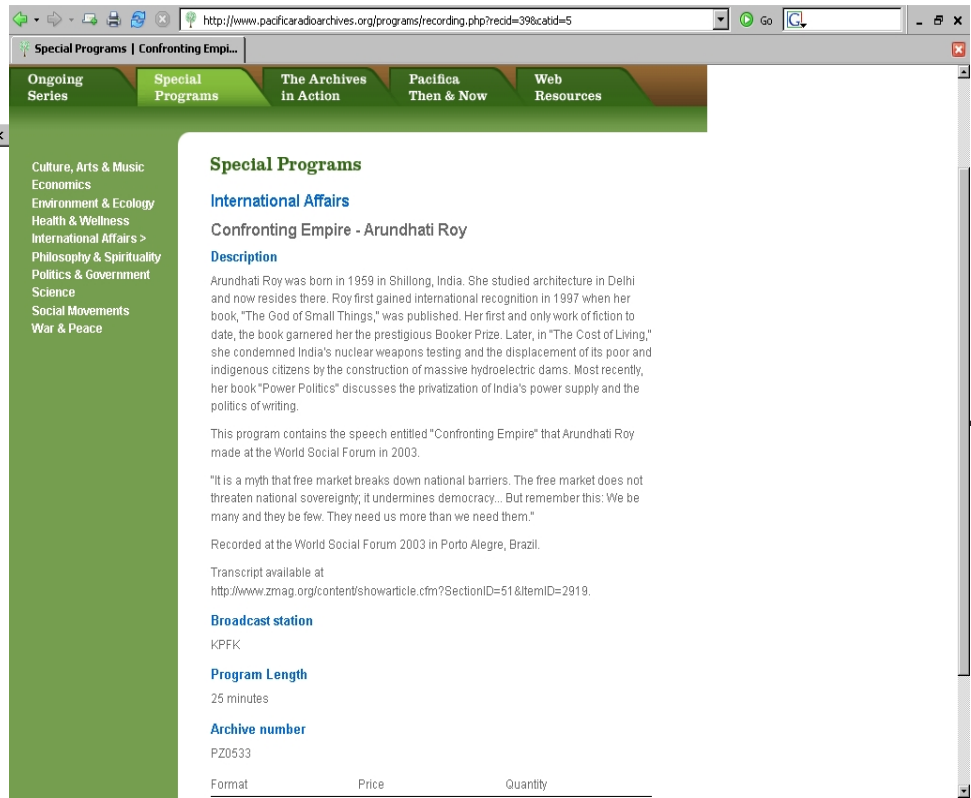 http://www.pacificaradioarchives.org/programs/recording.php?recid=39&catid=5
Go
G
Special Programs | Confronting Empi...
Ongoing Series
Special Programs
The Archives in Action
Pacifica Then & Now
Web Resources
Culture, Arts & Music
Economics
Environment & Ecology
Health & Wellness
International Affairs >
Philosophy & Spirituality
Politics & Government
Science
Social Movements
War & Peace
Special Programs
International Affairs
Confronting Empire - Arundhati Roy
Description
Arundhati Roy was born in 1959 in Shillong, India. She studied architecture in Delhi
and now resides there. Roy first gained international recognition in 1997 when her
book, "The God of Small Things," was published. Her first and only work of fiction to
date, the book garnered her the prestigious Booker Prize. Later, in "The Cost of Living,"
she condemned India's nuclear weapons testing and the displacement of its poor and
indigenous citizens by the construction of massive hydroelectric dams. Most recently,
her book "Power Politics" discusses the privatization of India's power supply and the
politics of writing.
This program contains the speech entitled "Confronting Empire" that Arundhati Roy
made at the World Social Forum in 2003.
"It is a myth that free market breaks down national barriers. The free market does not
threaten national sovereignty; it undermines democracy... But remember this: We be
many and they be few. They need us more than we need them."
Recorded at the World Social Forum 2003 in Porto Alegre, Brazil.
Transcript available at
http://www.zmag.org/content/showarticle.cfm?SectionID=51&ItemID=2919.
Broadcast station
KPFK
Program Length
25 minutes
Archive number
PZ0533
Format Price Quantity